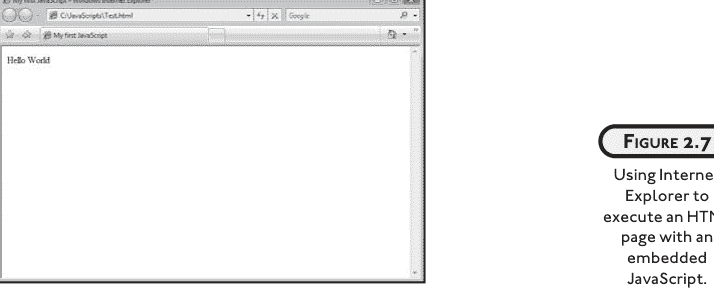 My first JavaScript - Windows Internet Explorer
C:\JavaScripts\Test.html
Google
My first JavaScript
Hello World
FIGURE 2.7
Using Interne
Explorer to
execute an HTM
page with an
embedded
JavaScript.